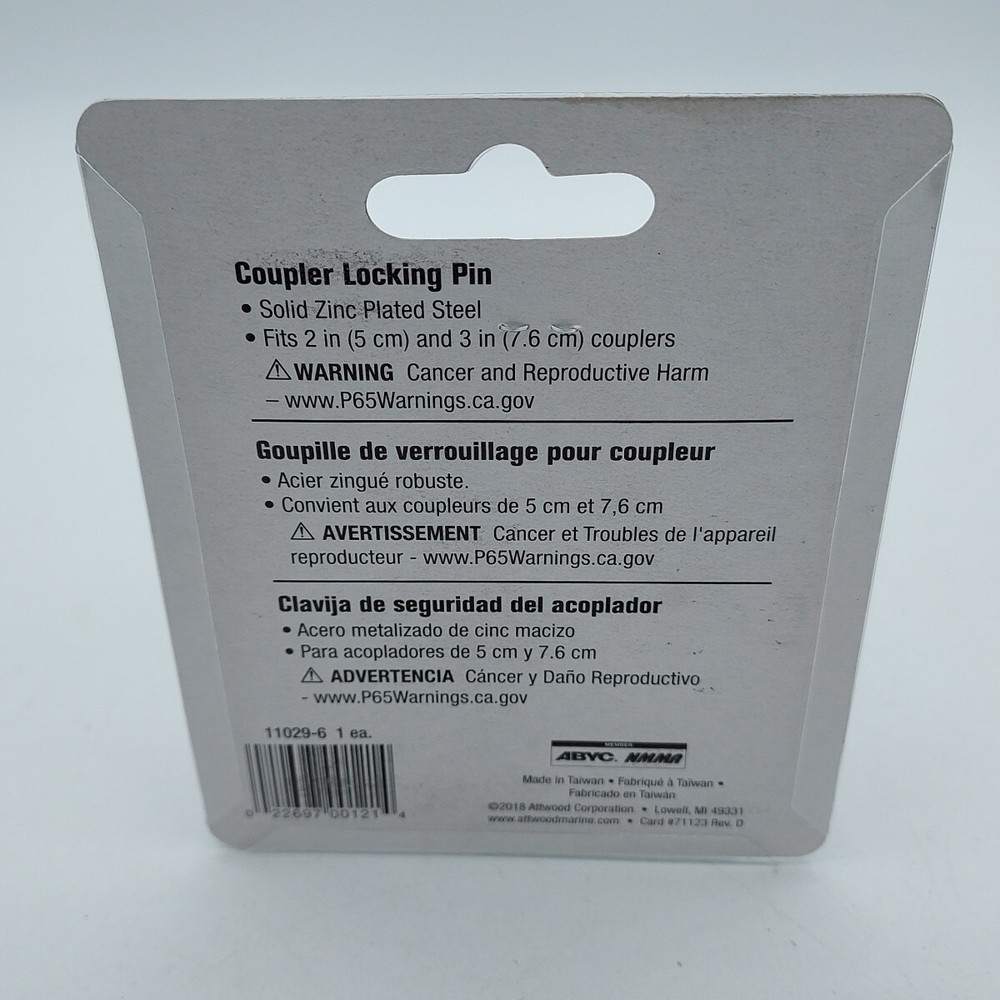 Coupler Locking Pin
• Solid Zinc Plated Steel
• Fits 2 in (5 cm) and 3 in (7.6 cm) couplers
⚠ WARNING Cancer and Reproductive Harm
– www.P65Warnings.ca.gov
Goupille de verrouillage pour coupleur
• Acier zingué robuste.
• Convient aux coupleurs de 5 cm et 7,6 cm
⚠ AVERTISSEMENT Cancer et Troubles de l'appareil
reproducteur - www.P65Warnings.ca.gov
Clavija de seguridad del acoplador
• Acero metalizado de cinc macizo
• Para acopladores de 5 cm y 7.6 cm
⚠ ADVERTENCIA Cáncer y Daño Reproductivo
- www.P65Warnings.ca.gov
11029-6 1 ea.
0 22697 00121 4
MEMBER
ABYC. NMMA
Made in Taiwan • Fabriqué à Taïwan •
Fabricado en Taiwán
©2018 Attwood Corporation • Lowell, MI 49331
www.attwoodmarine.com • Card #71123 Rev. D